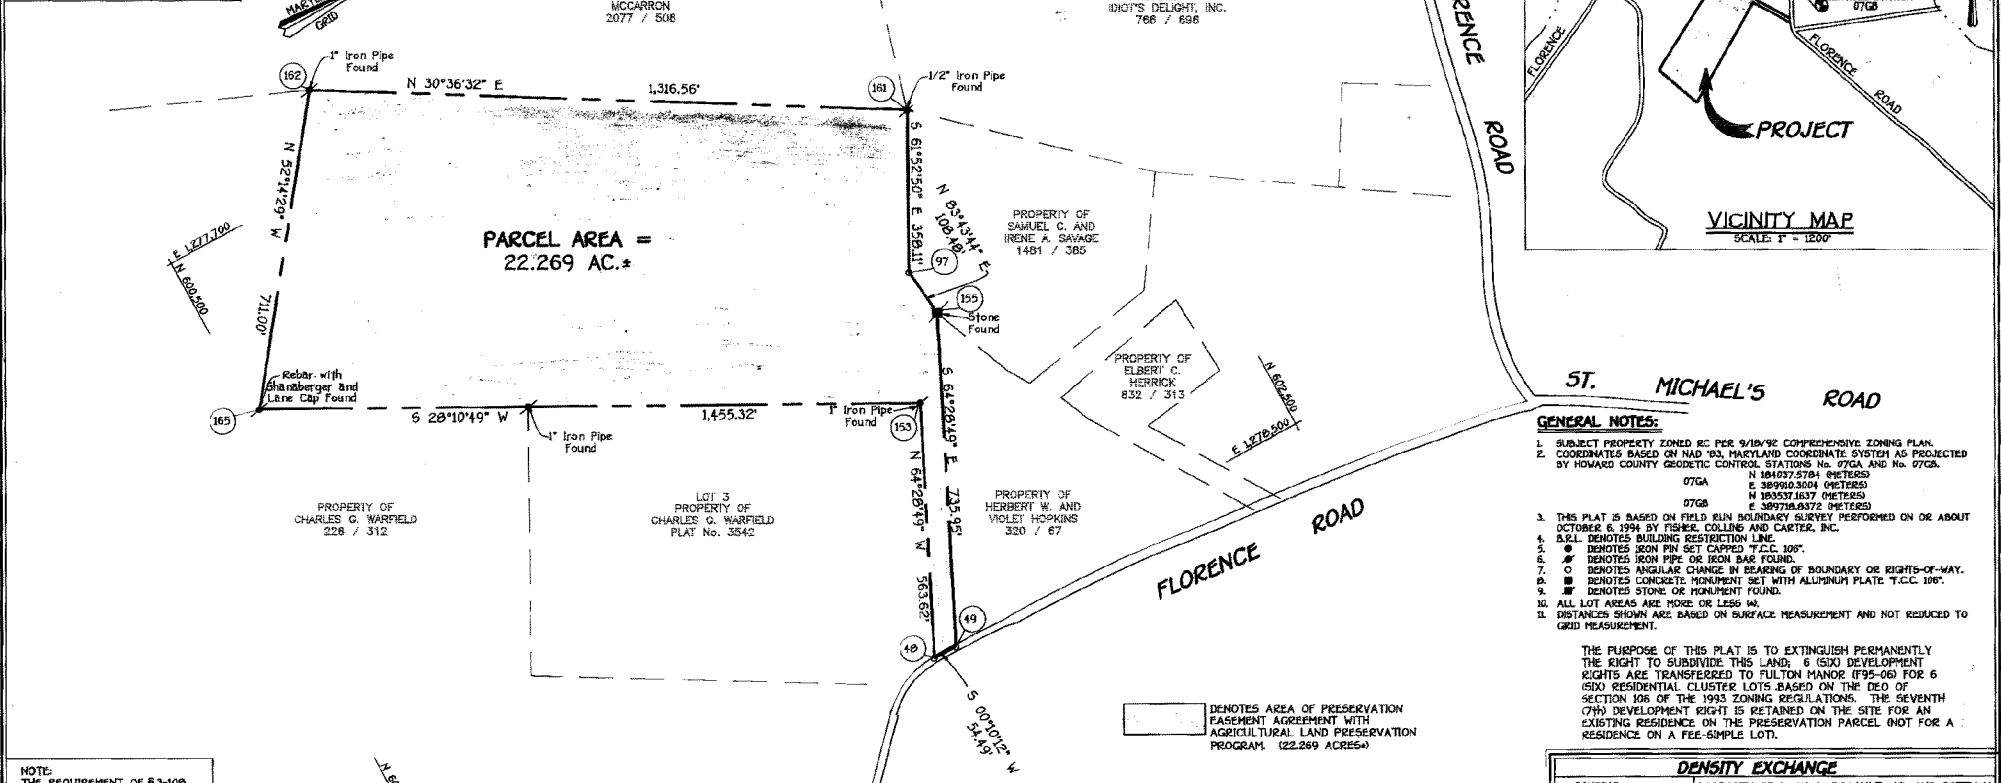 MCCARRON
2077 / 508
GRID
IDIOT'S DELIGHT, INC.
766 / 696
1" Iron Pipe
Found
162
N 30°36'32" E
1,316.56'
161
1/2" Iron Pipe
Found
N 52°14'29" W
711.00'
S 61°52'50" E 358.11'
N 83°43'44" E
108.48'
97
155
Stone
Found
PARCEL AREA =
22.269 AC.±
E 1,277,700
N 600,500
Rebar with
Shanaberger and
Lane Cap Found
165
S 28°10'49" W
1" Iron Pipe
Found
1,455.32'
1" Iron Pipe
Found
153
S 64°28'49" E 735.95'
N 64°28'49" W 563.62'
48
49
S 00°10'12" W
54.49'
PROPERTY OF
SAMUEL C. AND
IRENE A. SAVAGE
1481 / 385
PROPERTY OF
ELBERT C.
HERRICK
832 / 313
PROPERTY OF
HERBERT W. AND
VIOLET HOPKINS
320 / 67
PROPERTY OF
CHARLES G. WARFIELD
226 / 312
LOT 3
PROPERTY OF
CHARLES G. WARFIELD
PLAT No. 3542
N 602,500
E 1,278,500
FLORENCE ROAD
ROAD
ST. MICHAEL'S ROAD
07GB
FLORENCE
FLORENCE
ROAD
PROJECT
VICINITY MAP
SCALE: 1" = 1200'
GENERAL NOTES:
1. SUBJECT PROPERTY ZONED RC PER 9/18/92 COMPREHENSIVE ZONING PLAN.
2. COORDINATES BASED ON NAD '83, MARYLAND COORDINATE SYSTEM AS PROJECTED
BY HOWARD COUNTY GEODETIC CONTROL STATIONS No. 07GA AND No. 07GB.
07GA
N 184037.5784 (METERS)
E 389910.3004 (METERS)
07GB
N 183537.1637 (METERS)
E 389718.8372 (METERS)
3. THIS PLAT IS BASED ON FIELD RUN BOUNDARY SURVEY PERFORMED ON OR ABOUT
OCTOBER 6, 1994 BY FISHER, COLLINS AND CARTER, INC.
4. B.R.L. DENOTES BUILDING RESTRICTION LINE.
5. DENOTES IRON PIN SET CAPPED "F.C.C. 106".
6. DENOTES IRON PIPE OR IRON BAR FOUND.
7. DENOTES ANGULAR CHANGE IN BEARING OF BOUNDARY OR RIGHTS-OF-WAY.
8. DENOTES CONCRETE MONUMENT SET WITH ALUMINUM PLATE "F.C.C. 106".
9. DENOTES STONE OR MONUMENT FOUND.
10. ALL LOT AREAS ARE MORE OR LESS (±).
11. DISTANCES SHOWN ARE BASED ON SURFACE MEASUREMENT AND NOT REDUCED TO
GRID MEASUREMENT.
THE PURPOSE OF THIS PLAT IS TO EXTINGUISH PERMANENTLY
THE RIGHT TO SUBDIVIDE THIS LAND; 6 (SIX) DEVELOPMENT
RIGHTS ARE TRANSFERRED TO FULTON MANOR (F95-06) FOR 6
(SIX) RESIDENTIAL CLUSTER LOTS BASED ON THE DEO OF
SECTION 106 OF THE 1993 ZONING REGULATIONS. THE SEVENTH
(7th) DEVELOPMENT RIGHT IS RETAINED ON THE SITE FOR AN
EXISTING RESIDENCE ON THE PRESERVATION PARCEL (NOT FOR A
RESIDENCE ON A FEE-SIMPLE LOT).
DENOTES AREA OF PRESERVATION
EASEMENT AGREEMENT WITH
AGRICULTURAL LAND PRESERVATION
PROGRAM. (22.269 ACRES±)
DENSITY EXCHANGE
NOTE: